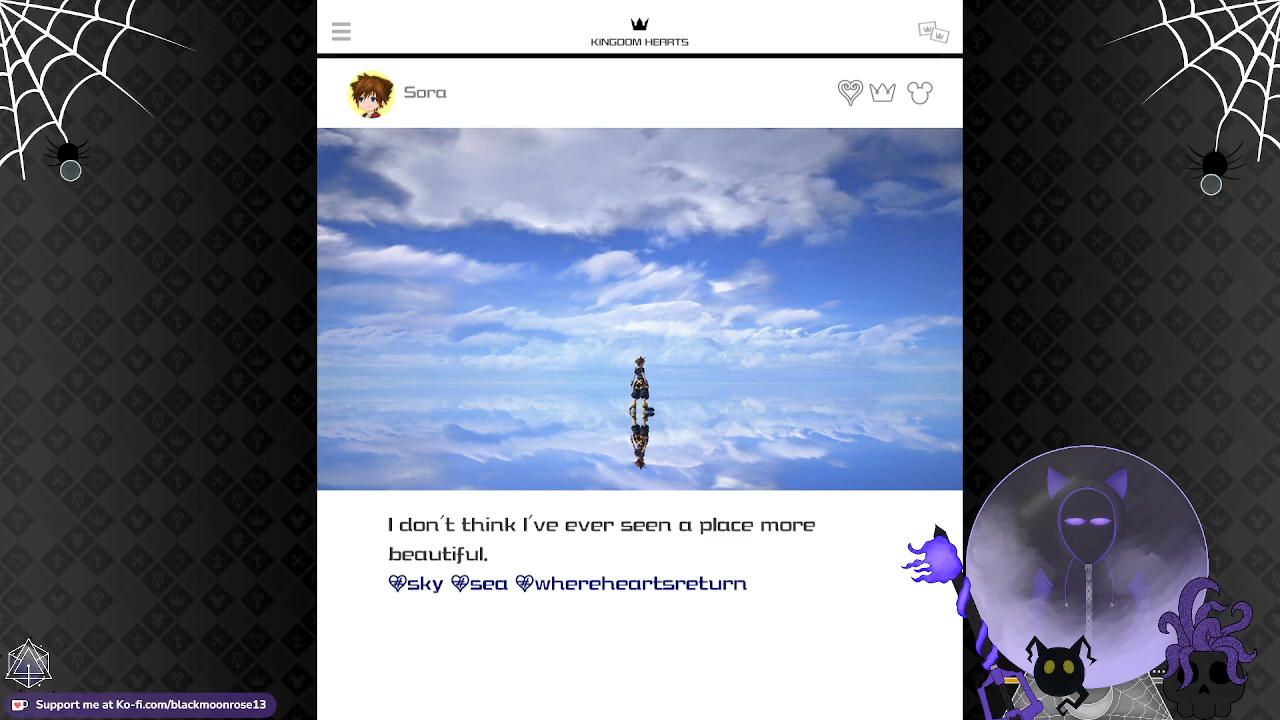 KINGDOM HEARTS
Sora
I don't think I've ever seen a place more
beautiful.
#sky #sea #whereheartsreturn
Support me at Ko-fi.com/blackmoonrose13